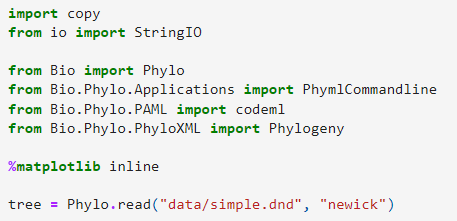 import copy
from io import StringIO
from Bio import Phylo
from Bio.Phylo.Applications import PhymlCommandline
from Bio.Phylo.PAML import codeml
from Bio.Phylo.PhyloXML import Phylogeny
%matplotlib inline
tree = Phylo.read("data/simple.dnd", "newick")